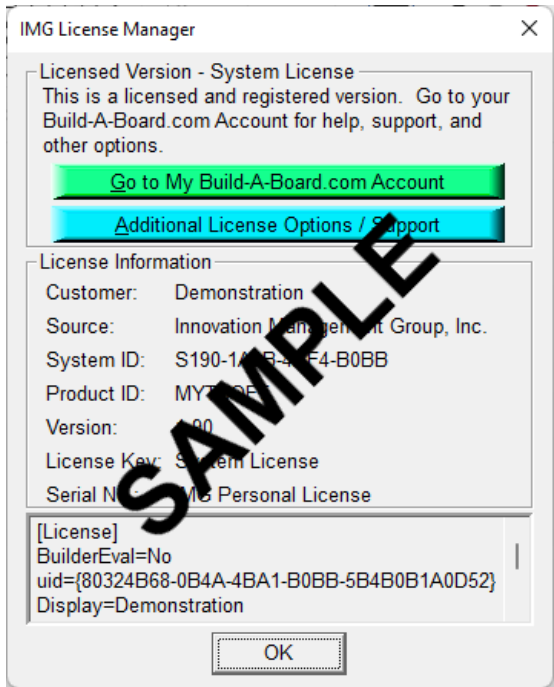 IMG License Manager
Licensed Version - System License
This is a licensed and registered version. Go to your
Build-A-Board.com Account for help, support, and
other options.
Go to My Build-A-Board.com Account
Additional License Options / Support
License Information
Customer: Demonstration
Source: Innovation Management Group, Inc.
System ID:
Product ID:
Version:
License Key: System License
Serial No.: IMG Personal License
SAMPLE
[License]
BuilderEval=No
uid={80324B68-0B4A-4BA1-B0BB-5B4B0B1A0D52}
Display=Demonstration
OK